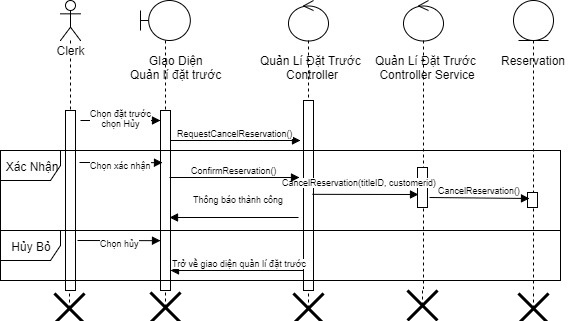 Clerk
Giao Diện
Quản lí đặt trước
Quản Lí Đặt Trước
Controller
Quản Lí Đặt Trước
Controller Service
Reservation
Chọn đặt trước
chọn Hủy
RequestCancelReservation()
Xác Nhận
Chọn xác nhận
ConfirmReservation()
CancelReservation(titleID, customerid)
CancelReservation()
Thông báo thành công
Hủy Bỏ
Chọn hủy
Trở về giao diện quản lí đặt trước